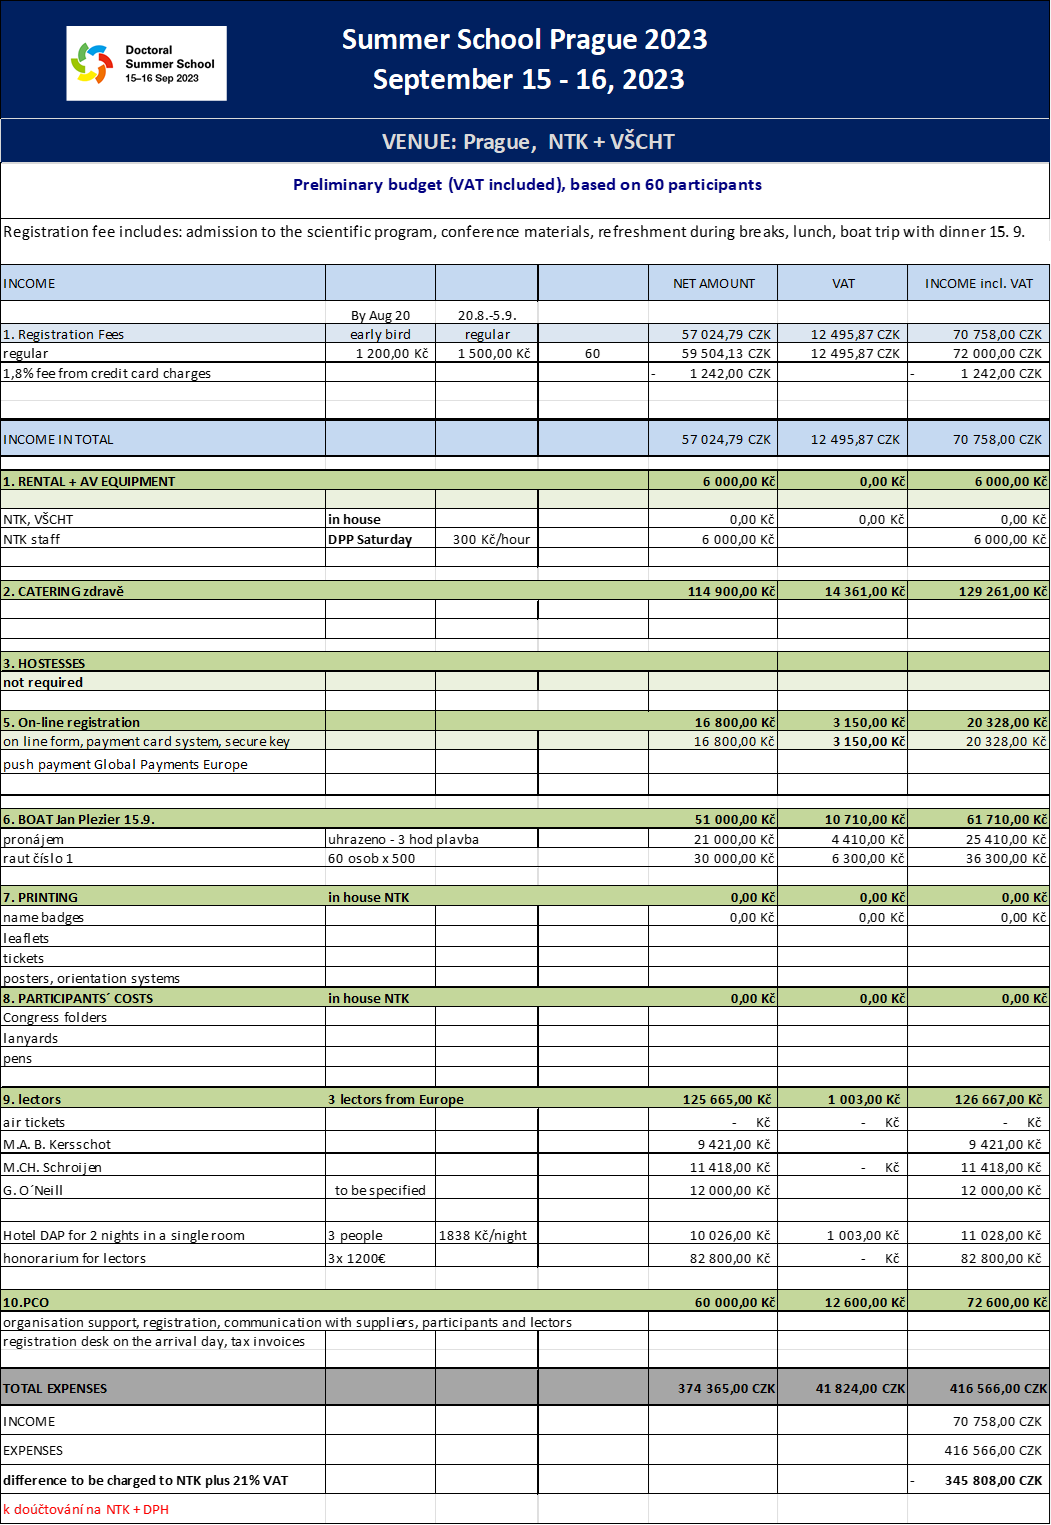 Doctoral
Summer School
15–16 Sep 2023
Summer School Prague 2023
September 15 - 16, 2023
VENUE: Prague, NTK + VŠCHT
Preliminary budget (VAT included), based on 60 participants
Registration fee includes: admission to the scientific program, conference materials, refreshment during breaks, lunch, boat trip with dinner 15. 9.
INCOME NET AMOUNT VAT INCOME incl. VAT
By Aug 20 20.8.-5.9.
1. Registration Fees early bird regular 57 024,79 CZK 12 495,87 CZK 70 758,00 CZK
regular 1 200,00 Kč 1 500,00 Kč 60 59 504,13 CZK 12 495,87 CZK 72 000,00 CZK
1,8% fee from credit card charges - 1 242,00 CZK - 1 242,00 CZK
INCOME IN TOTAL 57 024,79 CZK 12 495,87 CZK 70 758,00 CZK
1. RENTAL + AV EQUIPMENT 6 000,00 Kč 0,00 Kč 6 000,00 Kč
NTK, VŠCHT in house 0,00 Kč 0,00 Kč 0,00 Kč
NTK staff DPP Saturday 300 Kč/hour 6 000,00 Kč 6 000,00 Kč
2. CATERING zdravě 114 900,00 Kč 14 361,00 Kč 129 261,00 Kč
3. HOSTESSES
not required
5. On-line registration 16 800,00 Kč 3 150,00 Kč 20 328,00 Kč
on line form, payment card system, secure key 16 800,00 Kč 3 150,00 Kč 20 328,00 Kč
push payment Global Payments Europe
6. BOAT Jan Plezier 15.9. 51 000,00 Kč 10 710,00 Kč 61 710,00 Kč
pronájem uhrazeno - 3 hod plavba 21 000,00 Kč 4 410,00 Kč 25 410,00 Kč
raut číslo 1 60 osob x 500 30 000,00 Kč 6 300,00 Kč 36 300,00 Kč
7. PRINTING in house NTK 0,00 Kč 0,00 Kč 0,00 Kč
name badges 0,00 Kč 0,00 Kč 0,00 Kč
leaflets
tickets
posters, orientation systems
8. PARTICIPANTS´ COSTS in house NTK 0,00 Kč 0,00 Kč 0,00 Kč
Congress folders
lanyards
pens
9. lectors 3 lectors from Europe 125 665,00 Kč 1 003,00 Kč 126 667,00 Kč
air tickets - Kč - Kč - Kč
M.A. B. Kersschot 9 421,00 Kč 9 421,00 Kč
M.CH. Schroijen 11 418,00 Kč - Kč 11 418,00 Kč
G. O´Neill to be specified 12 000,00 Kč 12 000,00 Kč
Hotel DAP for 2 nights in a single room 3 people 1838 Kč/night 10 026,00 Kč 1 003,00 Kč 11 028,00 Kč
honorarium for lectors 3x 1200€ 82 800,00 Kč - Kč 82 800,00 Kč
10.PCO 60 000,00 Kč 12 600,00 Kč 72 600,00 Kč
organisation support, registration, communication with suppliers, participants and lectors
registration desk on the arrival day, tax invoices
TOTAL EXPENSES 374 365,00 CZK 41 824,00 CZK 416 566,00 CZK
INCOME 70 758,00 CZK
EXPENSES 416 566,00 CZK
difference to be charged to NTK plus 21% VAT - 345 808,00 CZK
k doúčtování na NTK + DPH